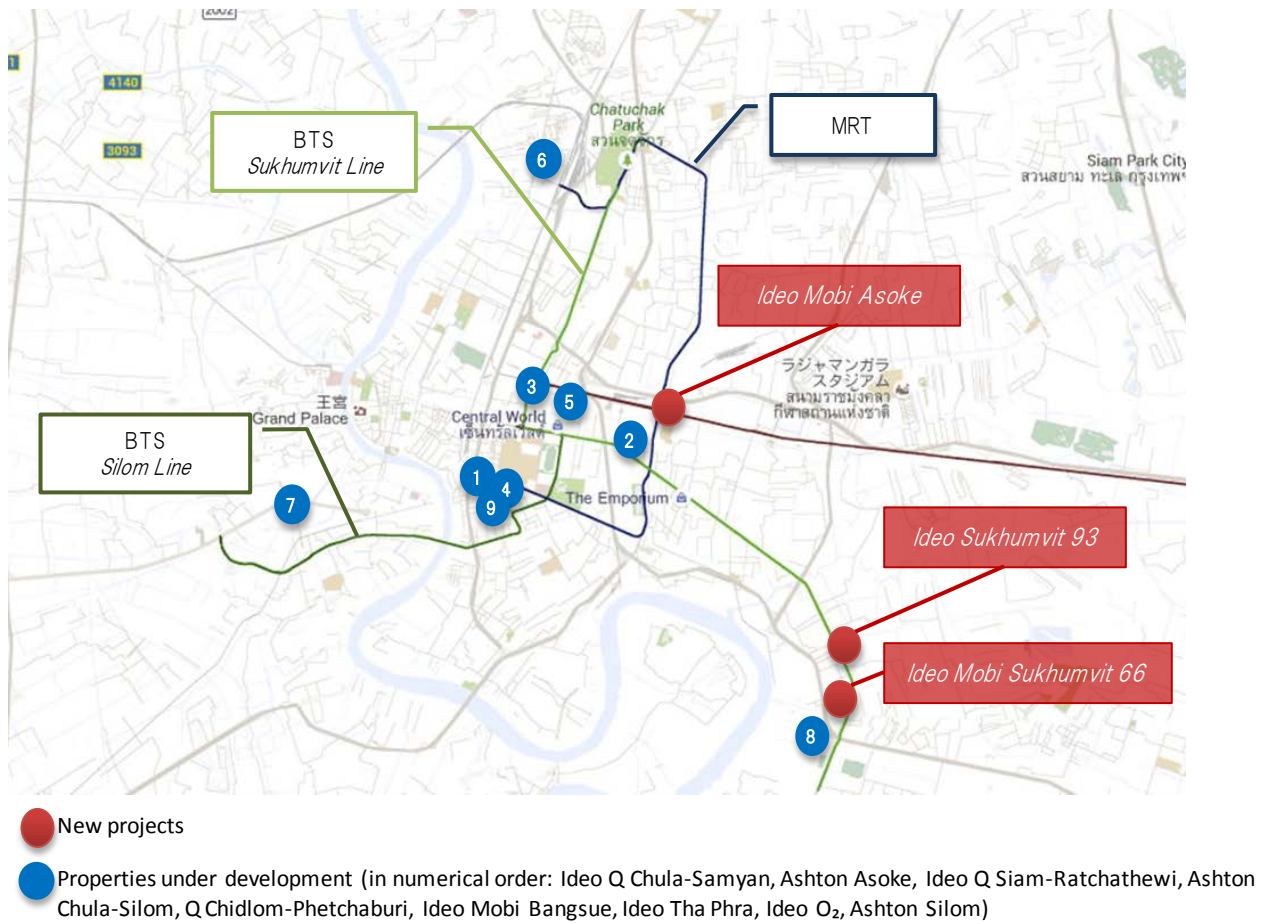 2002
1
4140
3093
Chatuchak
Park
สวนจตุจักร
BTS
Sukhumvit Line
MRT
6
Siam Park City
สวนสยาม ทะเล กรุงเทพฯ
Ideo Mobi Asoke
ラジャマンガラ
スタジアム
สนามราชมังคลา
กีฬาสถานแห่งชาติ
3
5
王宮
Grand Palace
Central World
เซ็นทรัลเวิลด์
2
BTS
Silom Line
1
4
9
7
The Emporium
Ideo Sukhumvit 93
Ideo Mobi Sukhumvit 66
8
New projects
Properties under development (in numerical order: Ideo Q Chula-Samyan, Ashton Asoke, Ideo Q Siam-Ratchathewi, Ashton
Chula-Silom, Q Chidlom-Phetchaburi, Ideo Mobi Bangsue, Ideo Tha Phra, Ideo O₂, Ashton Silom)